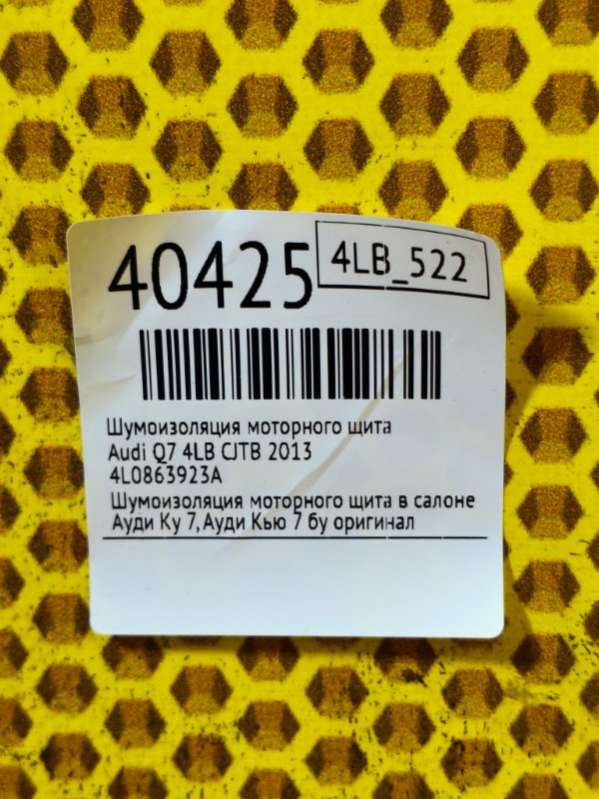 40425
4LB_522
Шумоизоляция моторного щита
Audi Q7 4LB CJTB 2013
4L0863923A
Шумоизоляция моторного щита в салоне
Ауди Ку 7, Ауди Кью 7 бу оригинал